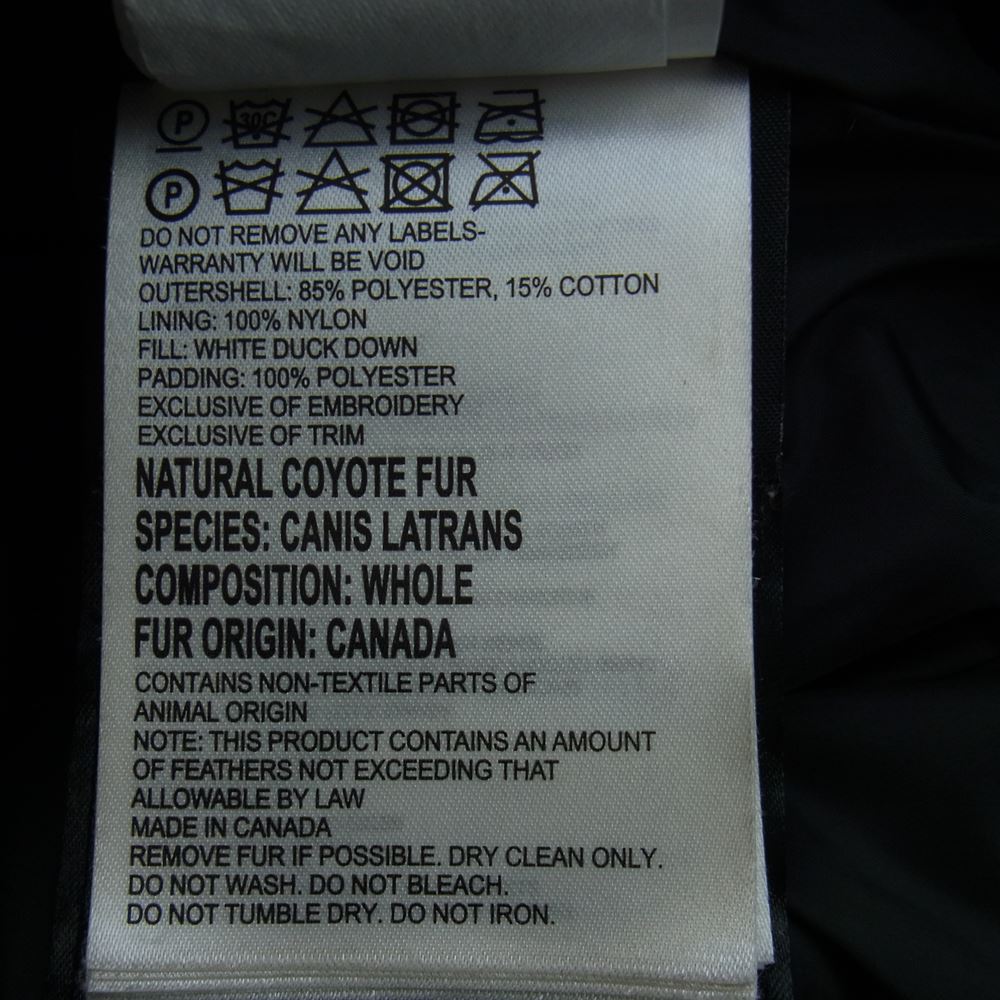 P 30C
P
DO NOT REMOVE ANY LABELS-
WARRANTY WILL BE VOID
OUTERSHELL: 85% POLYESTER, 15% COTTON
LINING: 100% NYLON
FILL: WHITE DUCK DOWN
PADDING: 100% POLYESTER
EXCLUSIVE OF EMBROIDERY
EXCLUSIVE OF TRIM
NATURAL COYOTE FUR
SPECIES: CANIS LATRANS
COMPOSITION: WHOLE
FUR ORIGIN: CANADA
CONTAINS NON-TEXTILE PARTS OF
ANIMAL ORIGIN
NOTE: THIS PRODUCT CONTAINS AN AMOUNT
OF FEATHERS NOT EXCEEDING THAT
ALLOWABLE BY LAW
MADE IN CANADA
REMOVE FUR IF POSSIBLE. DRY CLEAN ONLY.
DO NOT WASH. DO NOT BLEACH.
DO NOT TUMBLE DRY. DO NOT IRON.